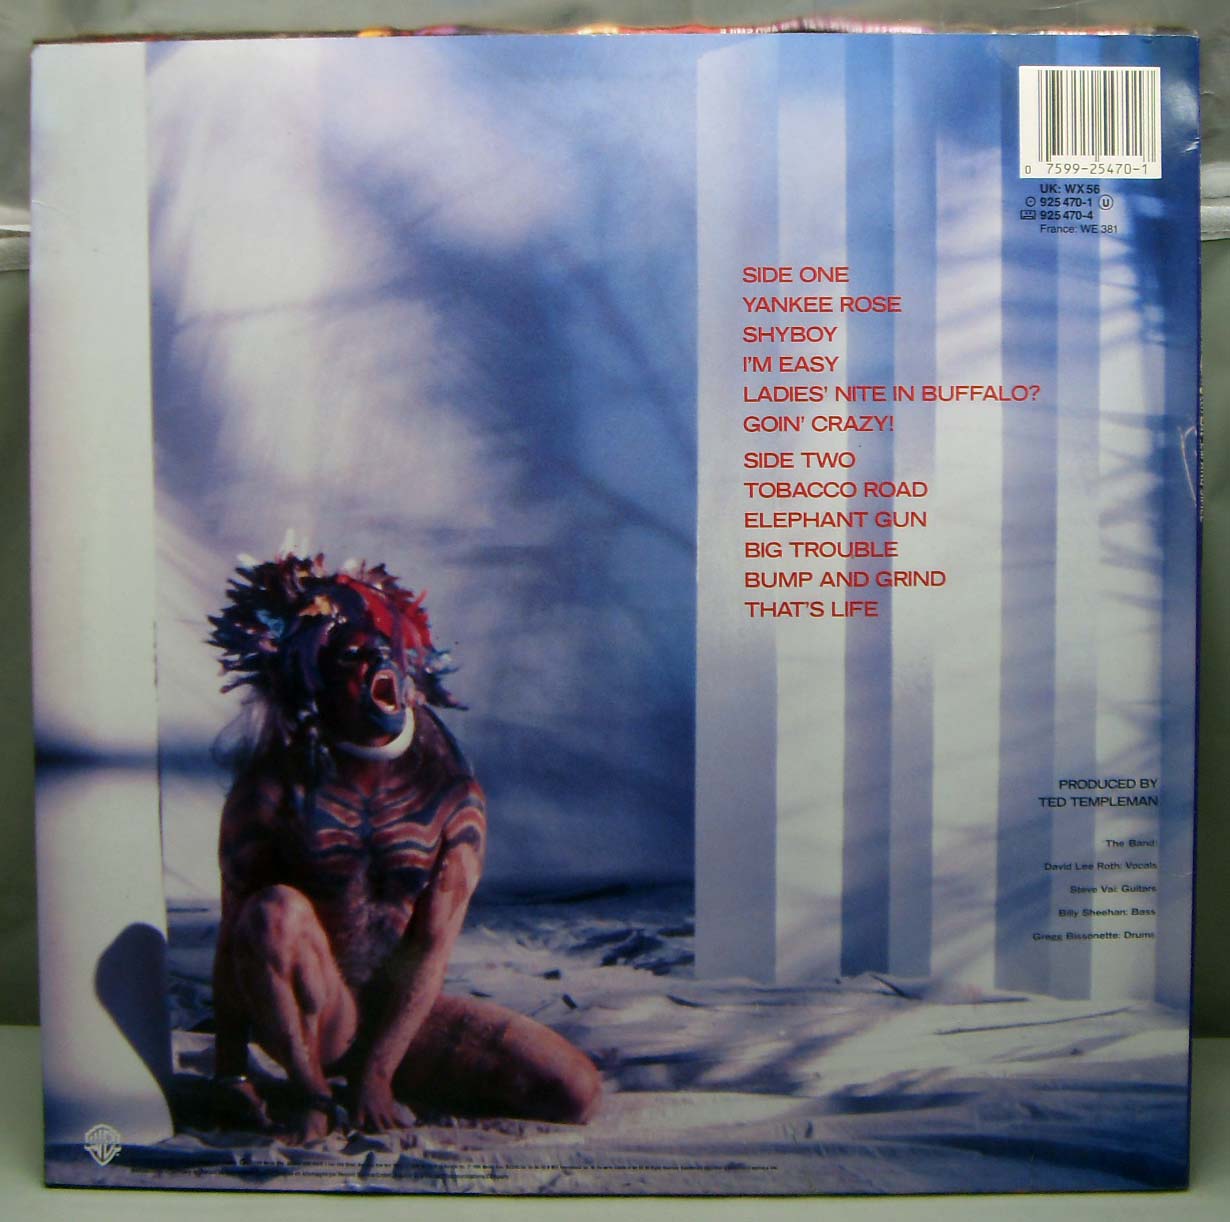 0 7599-25470-1
UK: WX 56
925 470-1 U
925 470-4
France: WE 381
SIDE ONE
YANKEE ROSE
SHYBOY
I'M EASY
LADIES' NITE IN BUFFALO?
GOIN' CRAZY!
SIDE TWO
TOBACCO ROAD
ELEPHANT GUN
BIG TROUBLE
BUMP AND GRIND
THAT'S LIFE
PRODUCED BY
TED TEMPLEMAN
The Band:
David Lee Roth: Vocals
Steve Vai: Guitars
Billy Sheehan: Bass
Gregg Bissonette: Drums